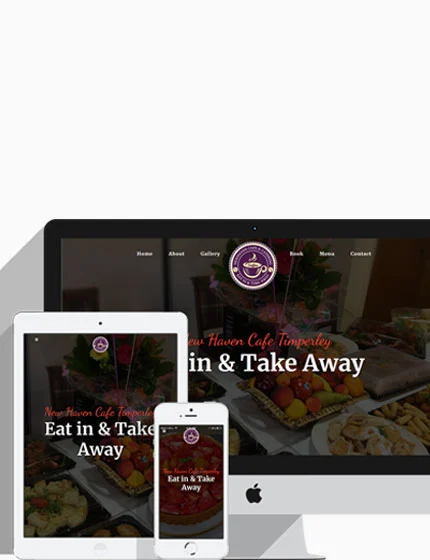 Home About Gallery Book Menu Contact
New Haven Cafe Timperley
in & Take Away
New Haven Cafe Timperley
Eat in & Take
Away
New Haven Cafe Timperley
Eat in & Take
Away